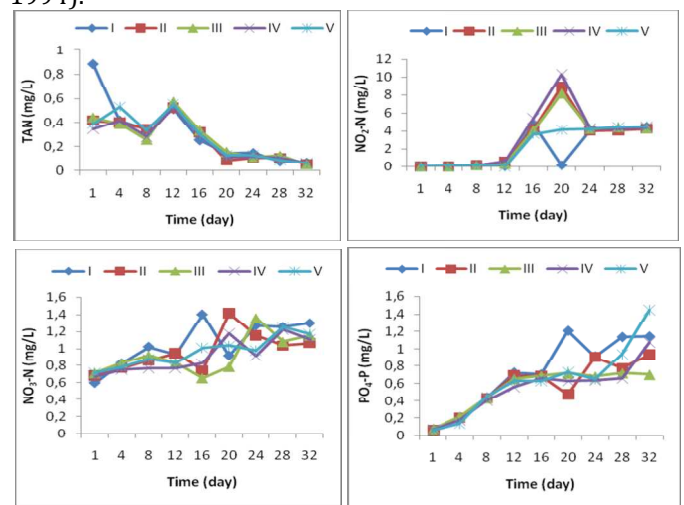 1994).
I II III IV V
TAN (mg/L)
1
0,8
0,6
0,4
0,2
0
1 4 8 12 16 20 24 28 32
Time (day)
I II III IV V
NO2-N (mg/L)
12
10
8
6
4
2
0
1 4 8 12 16 20 24 28 32
Time (day)
I II III IV V
NO3-N (mg/L)
1,6
1,4
1,2
1
0,8
0,6
0,4
0,2
0
1 4 8 12 16 20 24 28 32
Time (day)
I II III IV V
PO4-P (mg/L)
1,6
1,4
1,2
1
0,8
0,6
0,4
0,2
0
1 4 8 12 16 20 24 28 32
Time (day)